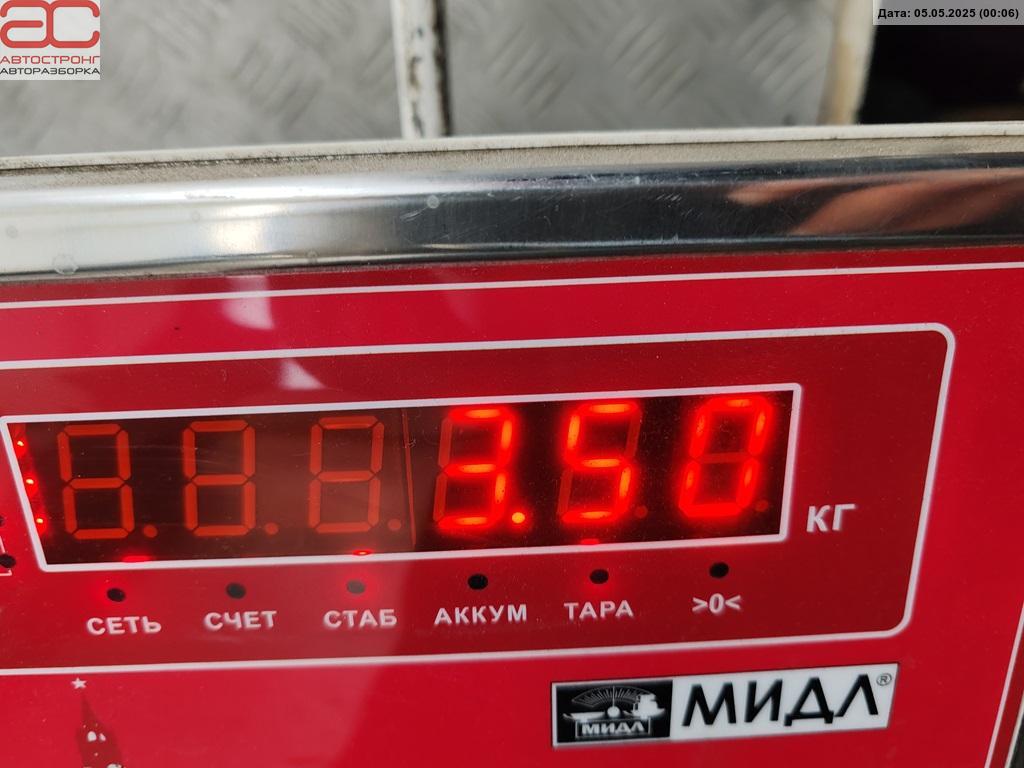 АС
АВТОСТРОНГ
АВТОРАЗБОРКА
Дата: 05.05.2025 (00:06)
3.50 КГ
СЕТЬ СЧЕТ СТАБ АККУМ ТАРА >0<
МИДЛ МИДЛ®